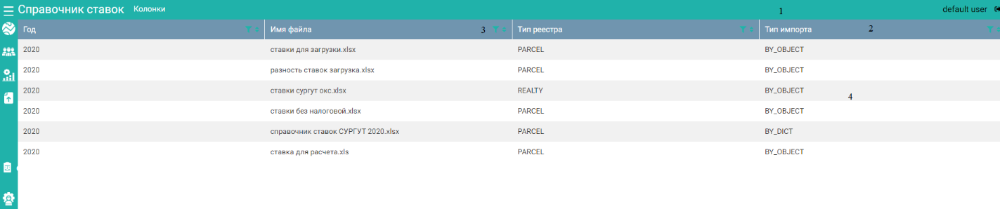 Справочник ставок Колонки 1 default user
Год Имя файла 3 Тип реестра Тип импорта 2
2020 ставки для загрузки.xlsx PARCEL BY_OBJECT
2020 разность ставок загрузка.xlsx PARCEL BY_OBJECT
2020 ставки сургут окс.xlsx REALTY BY_OBJECT
4
2020 ставки без налоговой.xlsx PARCEL BY_OBJECT
2020 справочник ставок СУРГУТ 2020.xlsx PARCEL BY_DICT
2020 ставка для расчета.xls PARCEL BY_OBJECT